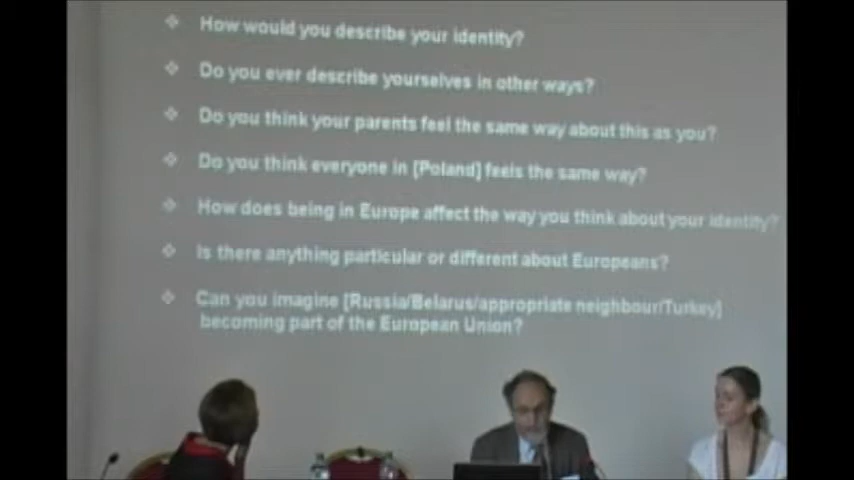 How would you describe your identity?
Do you ever describe yourselves in other ways?
Do you think your parents feel the same way about this as you?
Do you think everyone in [Poland] feels the same way?
How does being in Europe affect the way you think about your identity?
Is there anything particular or different about Europeans?
Can you imagine [Russia/Belarus/appropriate neighbour/Turkey]
becoming part of the European Union?